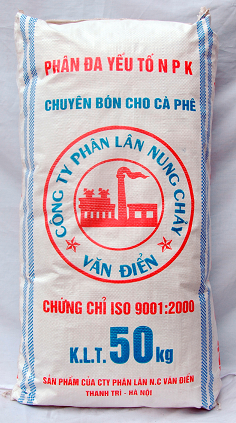 PHÂN ĐA YẾU TỐ N P K
CHUYÊN BÓN CHO CÀ PHÊ
CÔNG TY PHÂN LÂN NUNG CHẢY
VĂN ĐIỂN
CHỨNG CHỈ ISO 9001:2000
K.L.T. 50kg
SẢN PHẨM CỦA CTY PHÂN LÂN N.C VĂN ĐIỂN
THANH TRÌ - HÀ NỘI